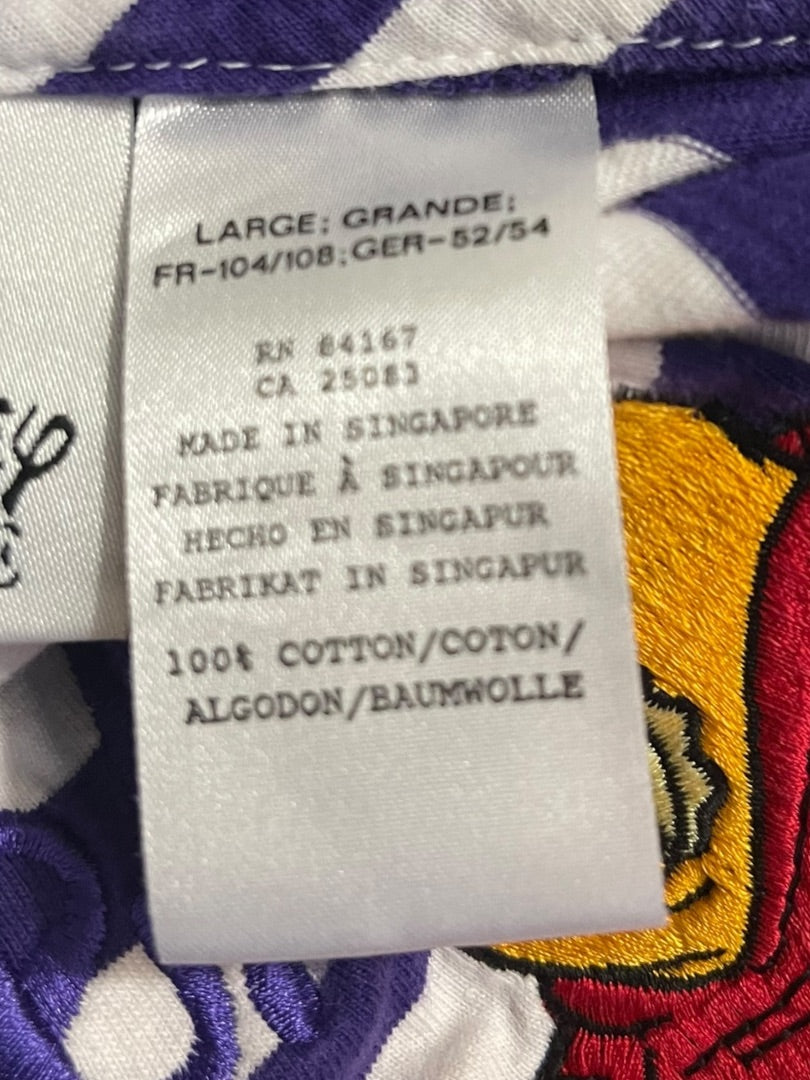 LARGE; GRANDE;
FR-104/108;GER-52/54
RN 84167
CA 25083
MADE IN SINGAPORE
FABRIQUE À SINGAPOUR
HECHO EN SINGAPUR
FABRIKAT IN SINGAPUR
100% COTTON/COTON/
ALGODON/BAUMWOLLE